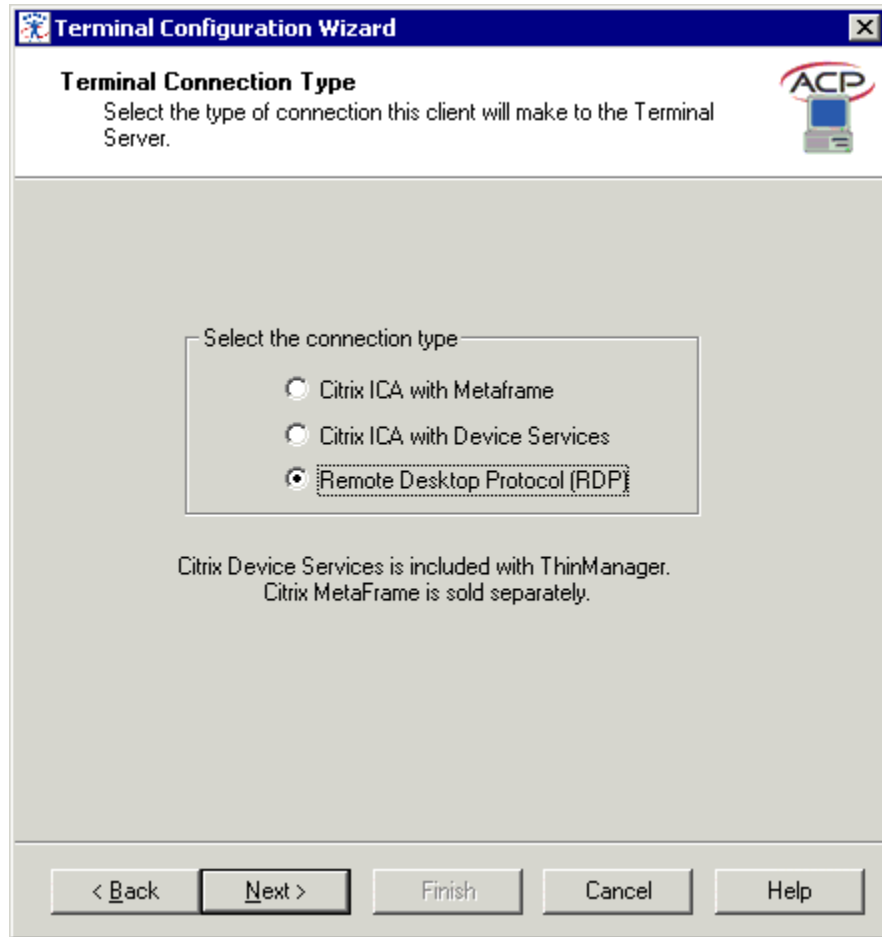 Terminal Configuration Wizard
Terminal Connection Type
Select the type of connection this client will make to the Terminal
Server.
ACP
Select the connection type
Citrix ICA with Metaframe
Citrix ICA with Device Services
Remote Desktop Protocol (RDP)
Citrix Device Services is included with ThinManager.
Citrix MetaFrame is sold separately.
< Back Next > Finish Cancel Help